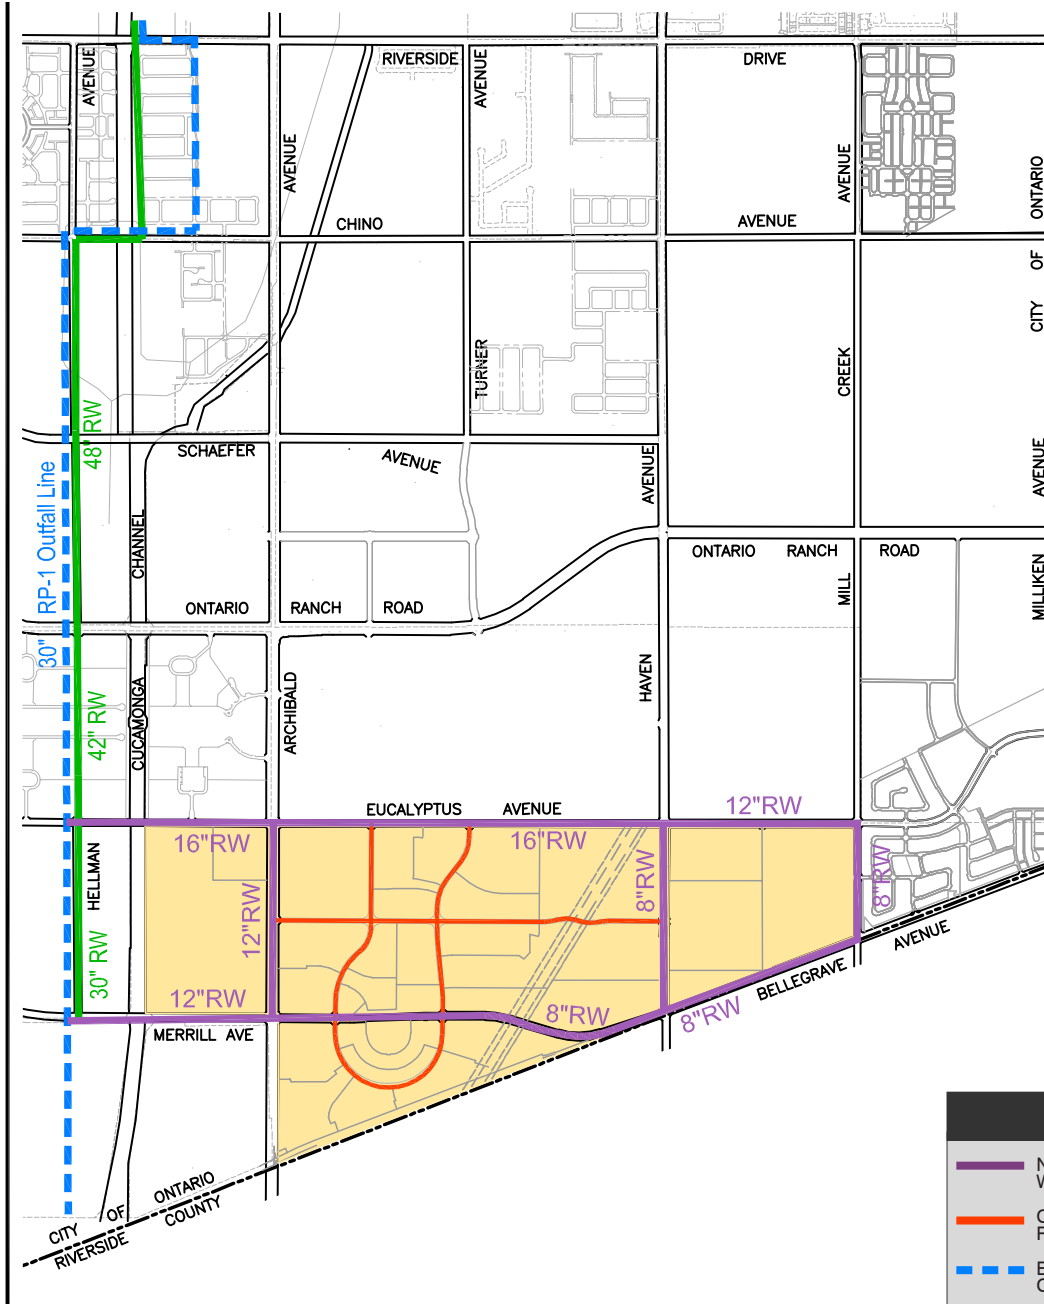 RIVERSIDE DRIVE
AVENUE
AVENUE
AVENUE
AVENUE
CHINO AVENUE
ONTARIO
OF
CITY
TURNER
CREEK
48" RW
SCHAEFER AVENUE
AVENUE
AVENUE
30" RP-1 Outfall Line
CHANNEL
ONTARIO RANCH ROAD
MILL
MILLIKEN
ONTARIO RANCH ROAD
HAVEN
ARCHIBALD
CUCAMONGA
42" RW
EUCALYPTUS AVENUE
12"RW
16"RW
16"RW
HELLMAN
12"RW
8"RW
8"RW
30" RW
12"RW
8"RW
8"RW
BELLEGRAVE AVENUE
MERRILL AVE
CITY OF ONTARIO
RIVERSIDE COUNTY